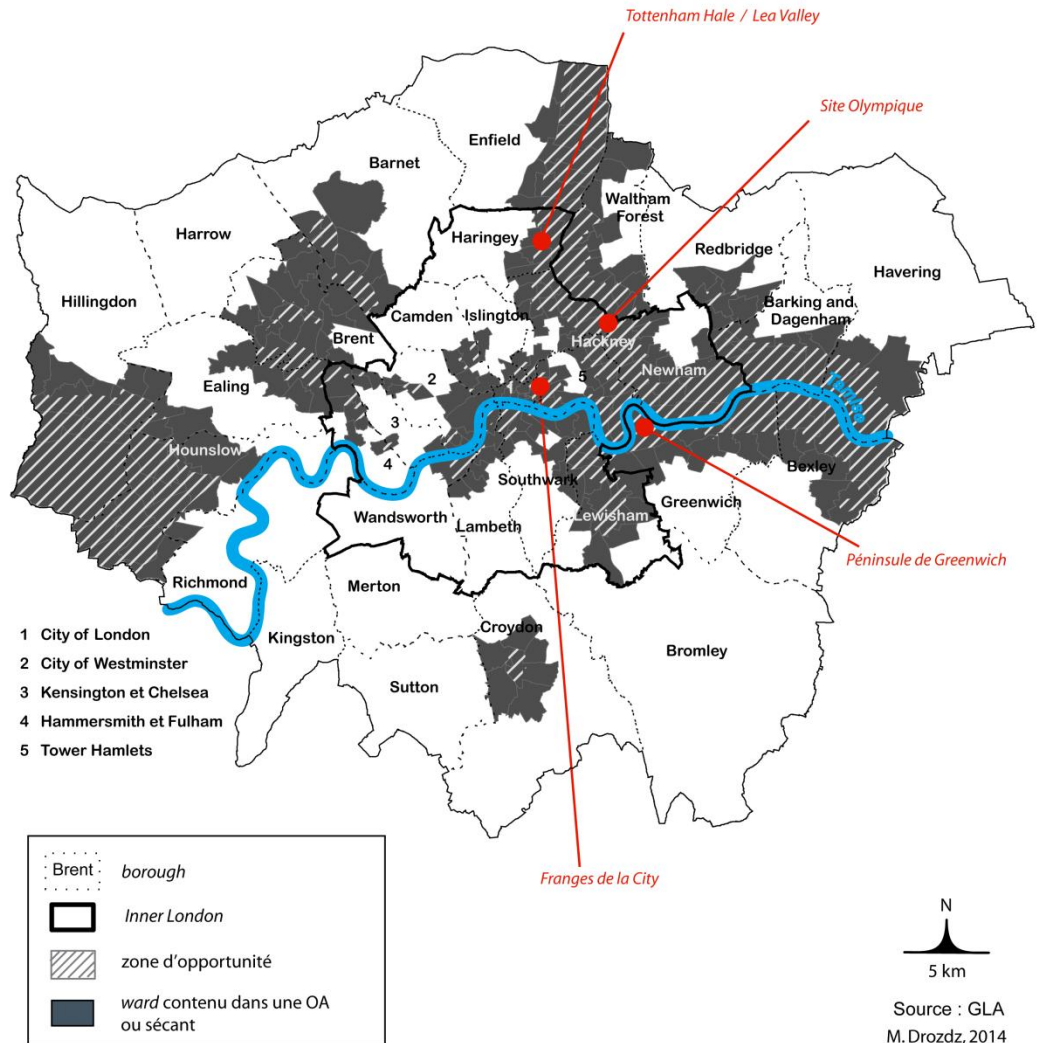 Tottenham Hale / Lea Valley
Site Olympique
Enfield
Barnet
Waltham
Forest
Harrow
Haringey
Redbridge
Havering
Hillingdon
Barking and
Dagenham
Camden
Islington
Brent
Hackney
Newham
Ealing
2
5
Tamise
3
Hounslow
4
Southwark
Bexley
Greenwich
Lewisham
Wandsworth
Lambeth
Péninsule de Greenwich
Richmond
Merton
Kingston
Croydon
Bromley
Sutton
1 City of London
2 City of Westminster
3 Kensington et Chelsea
4 Hammersmith et Fulham
5 Tower Hamlets
Franges de la City
Brent
borough
Inner London
zone d'opportunité
ward contenu dans une OA
ou sécant
N
5 km
Source : GLA
M. Drozdz, 2014